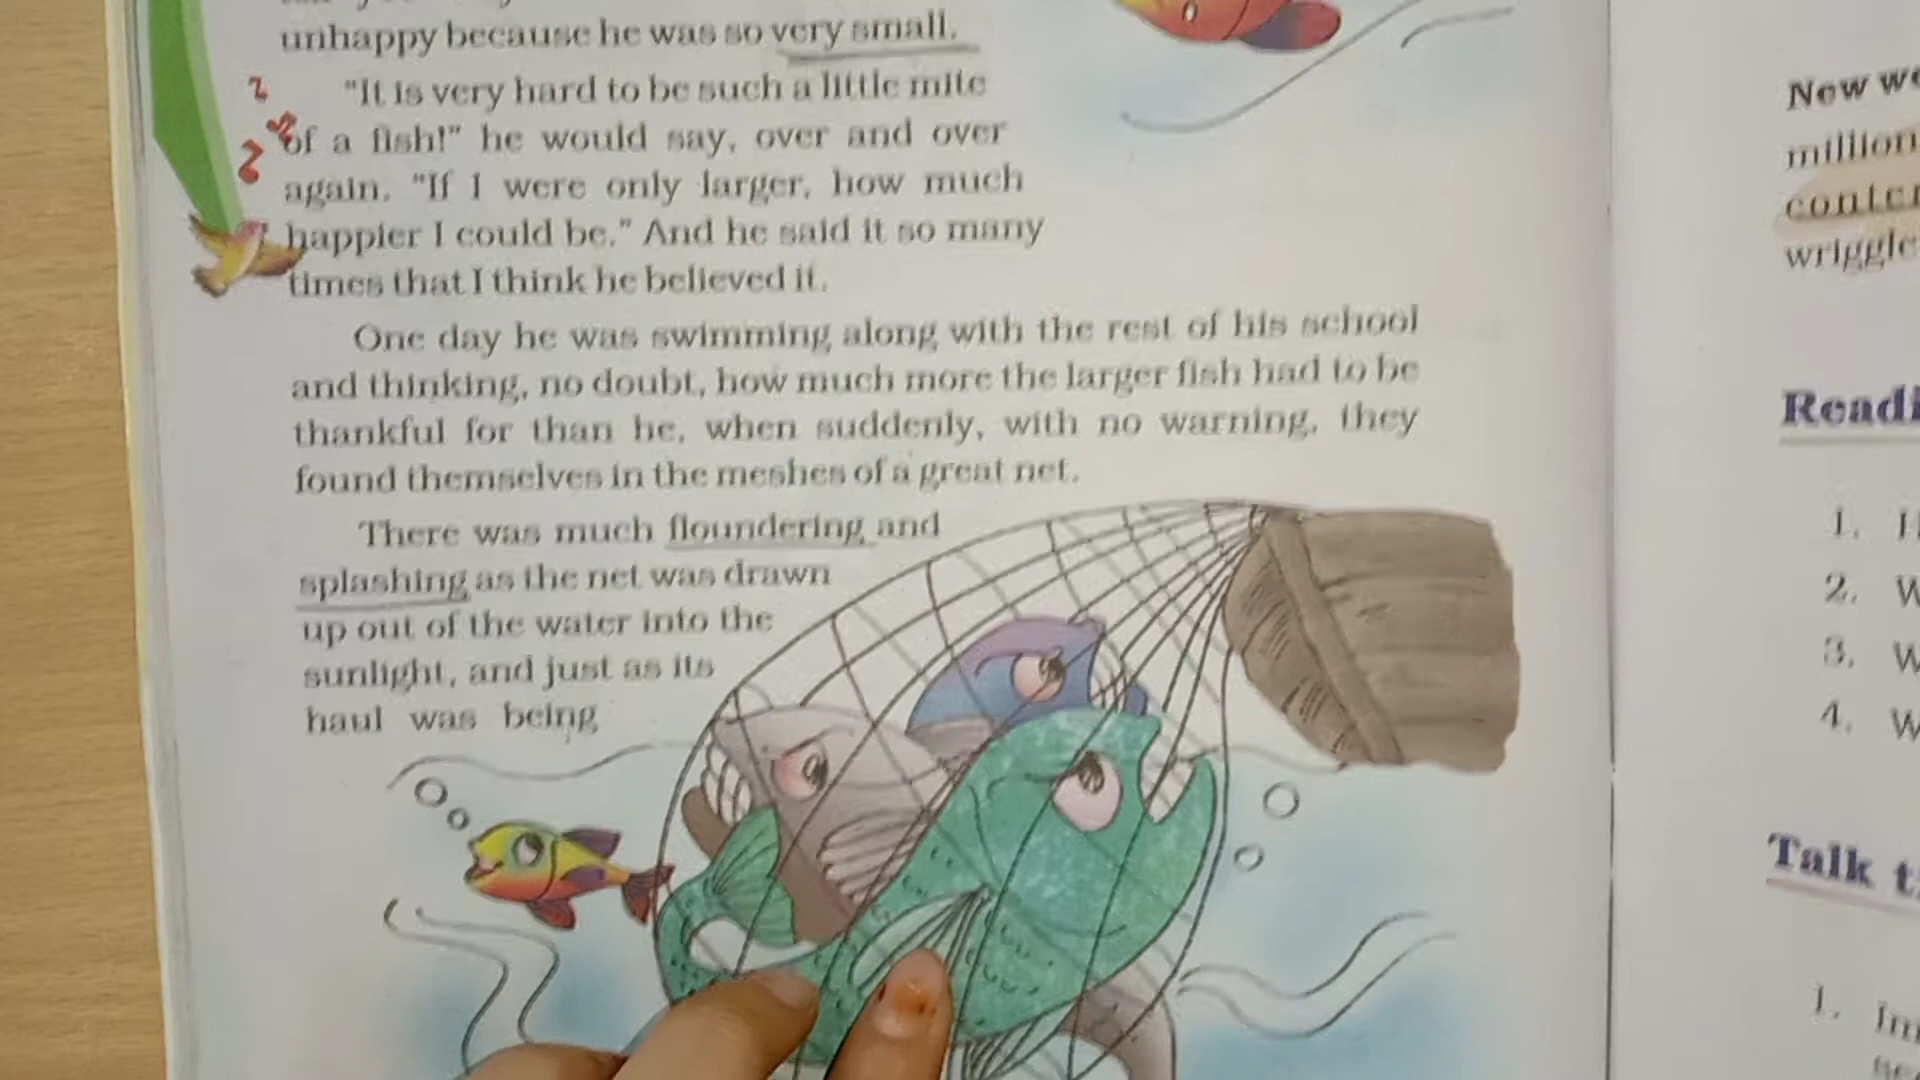 unhappy because he was so very small.
"It is very hard to be such a little mite
of a fish!" he would say, over and over
again. "If I were only larger, how much
happier I could be." And he said it so many
times that I think he believed it.
One day he was swimming along with the rest of his school
and thinking, no doubt, how much more the larger fish had to be
thankful for than he, when suddenly, with no warning, they
found themselves in the meshes of a great net.
There was much floundering and
splashing as the net was drawn
up out of the water into the
sunlight, and just as its
haul was being
Now
million
wriggle
1.
2.
3.
4.
Talk
1.